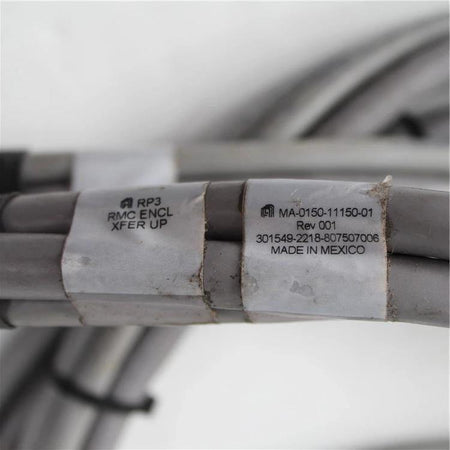 RP3
RMC ENCL
XFER UP
MA-0150-11150-01
Rev 001
301549-2218-807507006
MADE IN MEXICO